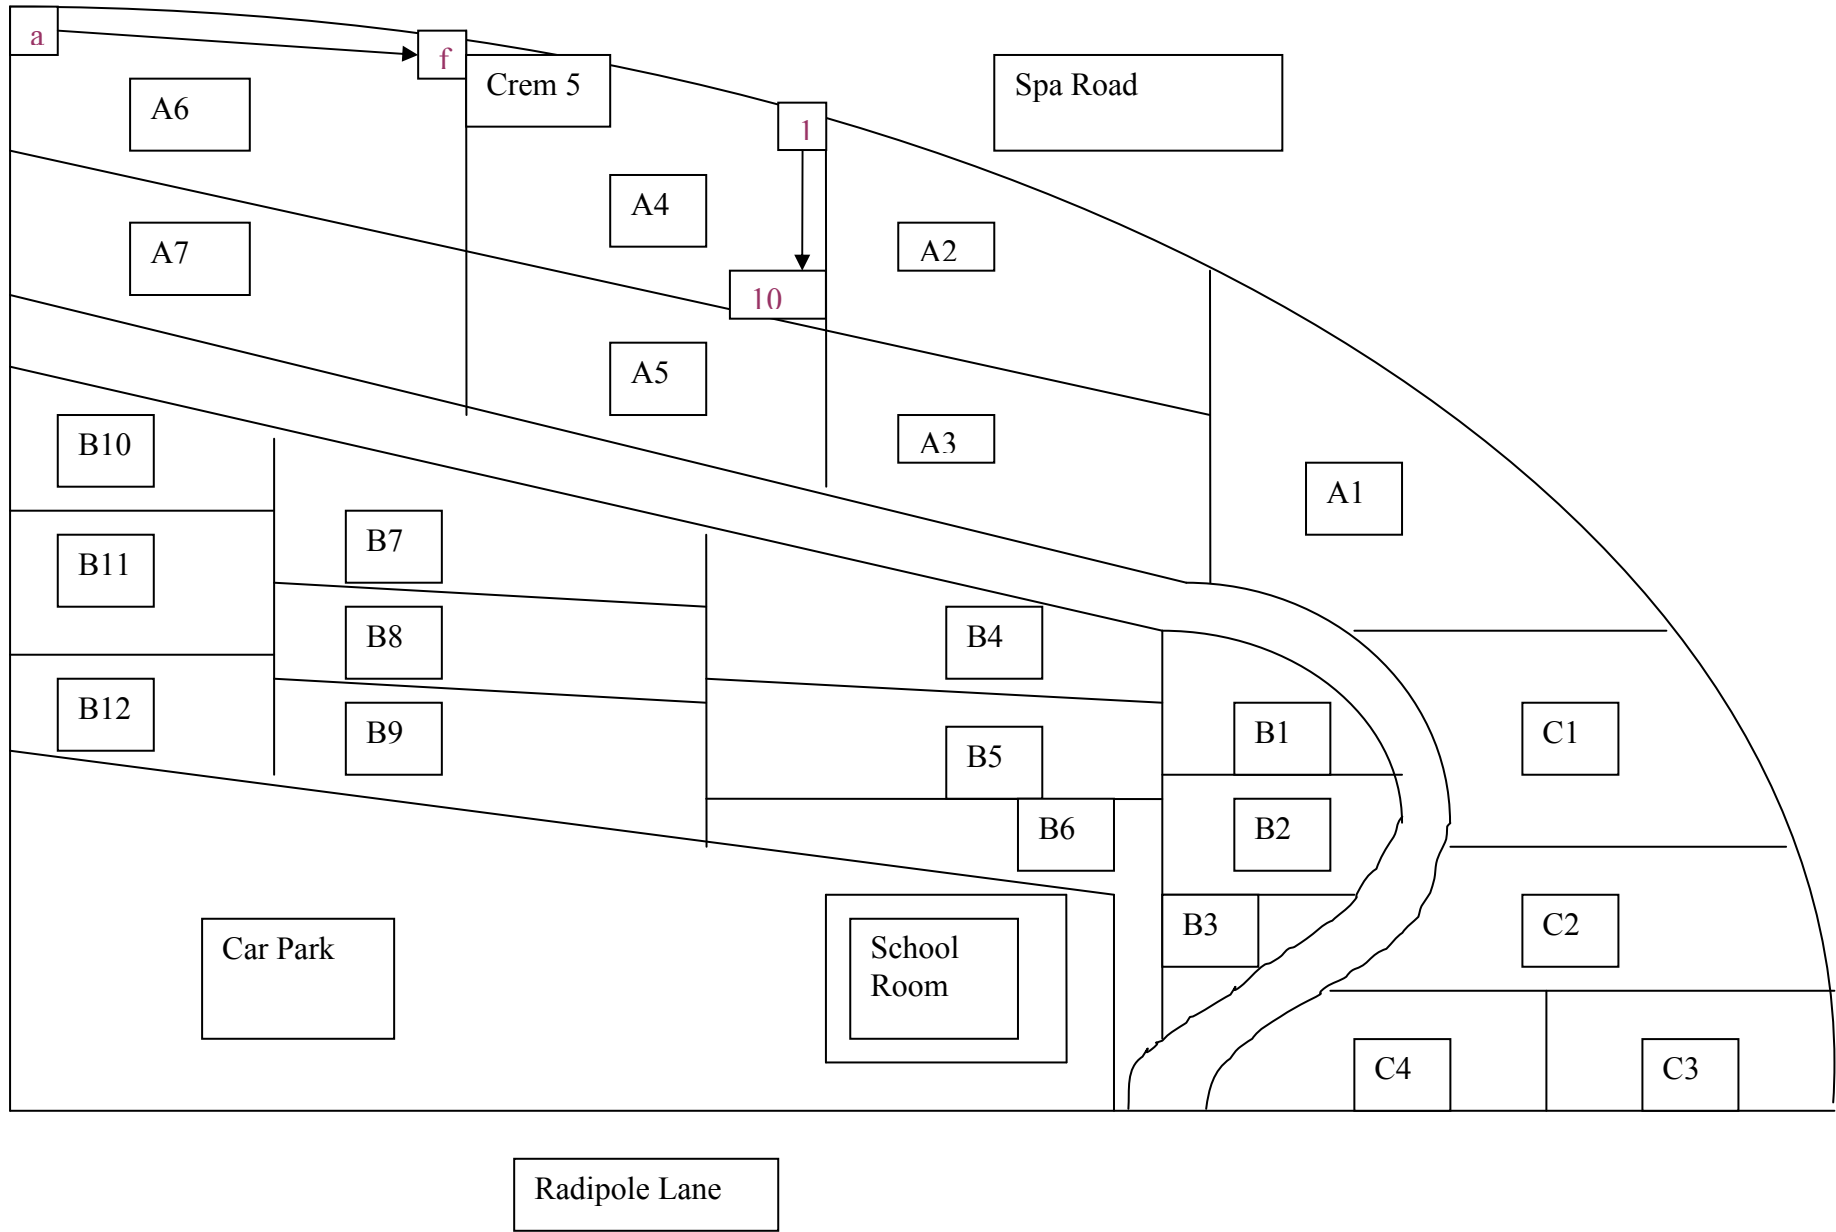 a
f
Crem 5
Spa Road
A6
1
A4
A7
A2
10
A5
A3
B10
A1
B7
B11
B8
B4
B12
B9
B5
B1
C1
B6
B2
Car Park
School
Room
B3
C2
C4
C3
Radipole Lane